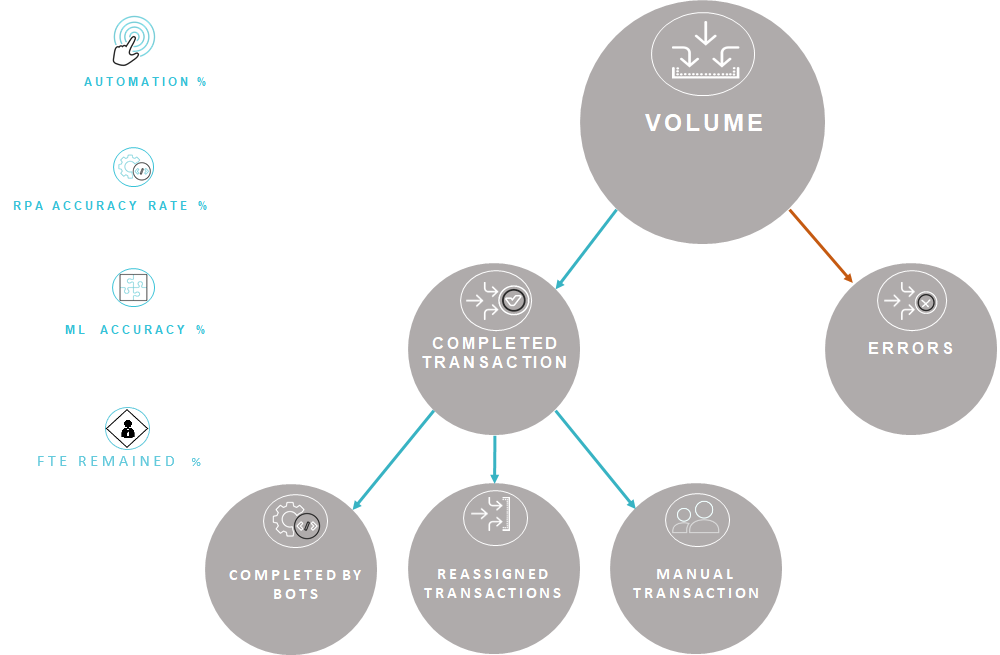 AUTOMATION %
RPA ACCURACY RATE %
ML ACCURACY %
FTE REMAINED %
VOLUME
COMPLETED
TRANSACTION
ERRORS
COMPLETED BY
BOTS
REASSIGNED
TRANSACTIONS
MANUAL
TRANSACTION